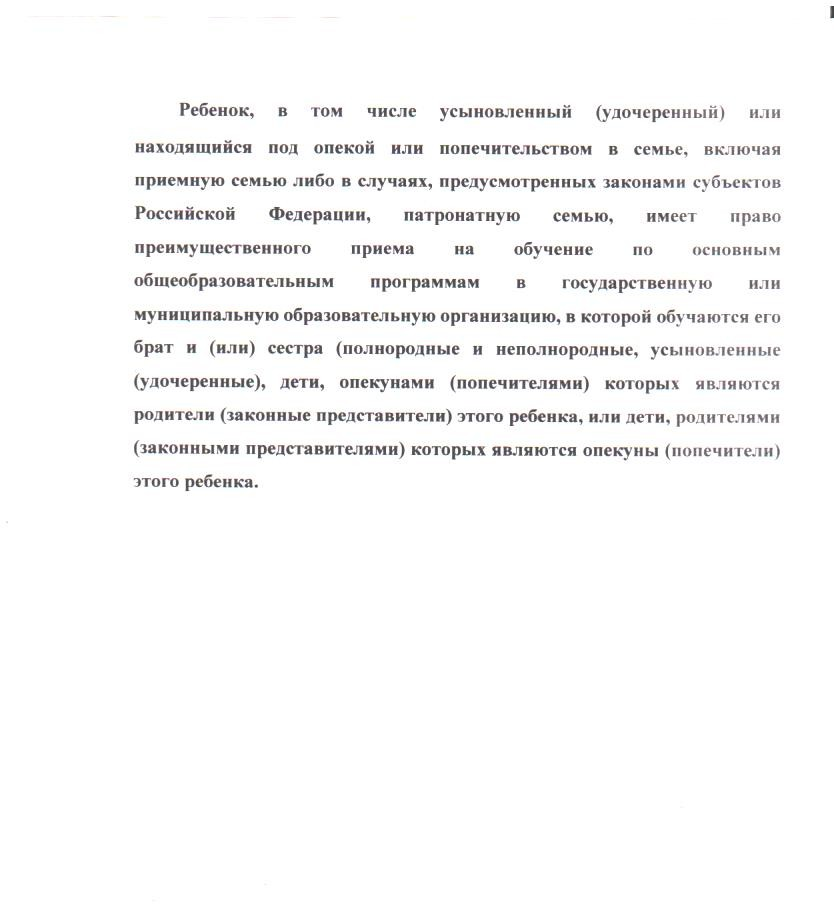 Ребенок, в том числе усыновленный (удочеренный) или
находящийся под опекой или попечительством в семье, включая
приемную семью либо в случаях, предусмотренных законами субъектов
Российской Федерации, патронатную семью, имеет право
преимущественного приема на обучение по основным
общеобразовательным программам в государственную или
муниципальную образовательную организацию, в которой обучаются его
брат и (или) сестра (полнородные и неполнородные, усыновленные
(удочеренные), дети, опекунами (попечителями) которых являются
родители (законные представители) этого ребенка, или дети, родителями
(законными представителями) которых являются опекуны (попечители)
этого ребенка.